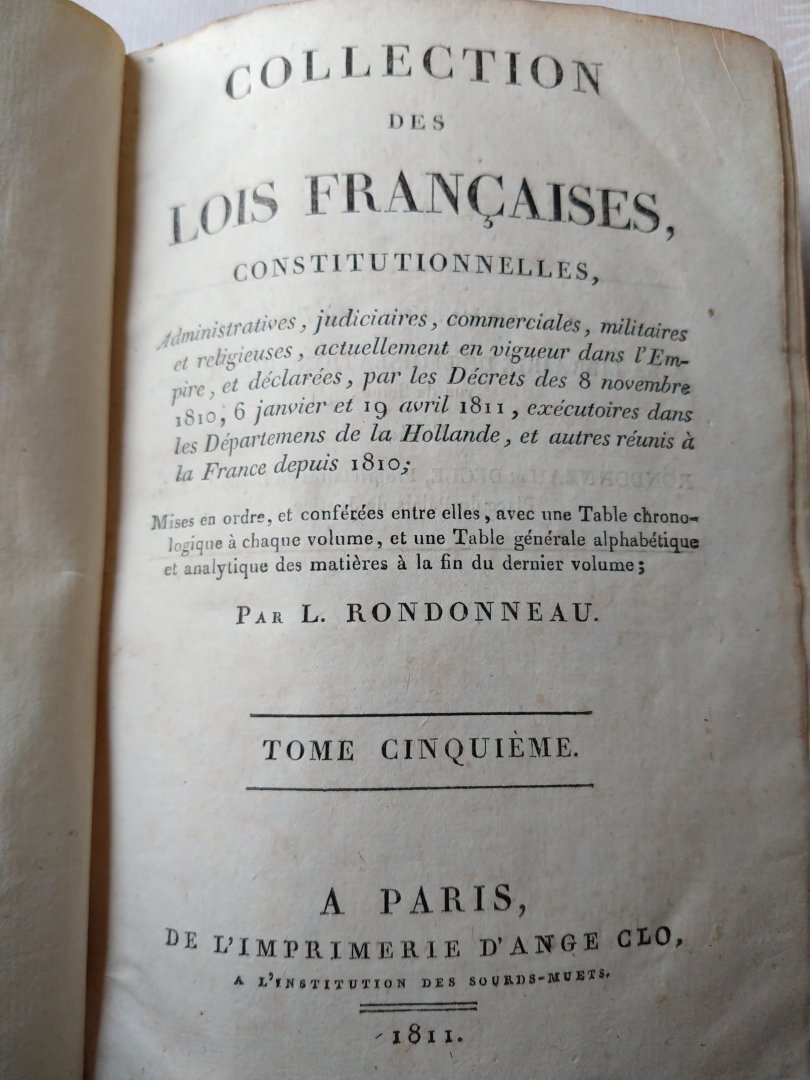 COLLECTION
DES
LOIS FRANÇAISES,
CONSTITUTIONNELLES,
Administratives, judiciaires, commerciales, militaires
et religieuses, actuellement en vigueur dans l'Em-
pire, et déclarées, par les Décrets des 8 novembre
1810, 6 janvier et 19 avril 1811, exécutoires dans
les Départemens de la Hollande, et autres réunis à
la France depuis 1810;
Mises en ordre, et conférées entre elles, avec une Table chrono-
logique à chaque volume, et une Table générale alphabétique
et analytique des matières à la fin du dernier volume;
PAR L. RONDONNEAU.
TOME CINQUIÈME.
A PARIS,
DE L'IMPRIMERIE D'ANGE CLO,
A L'INSTITUTION DES SOURDS-MUETS.
1811.